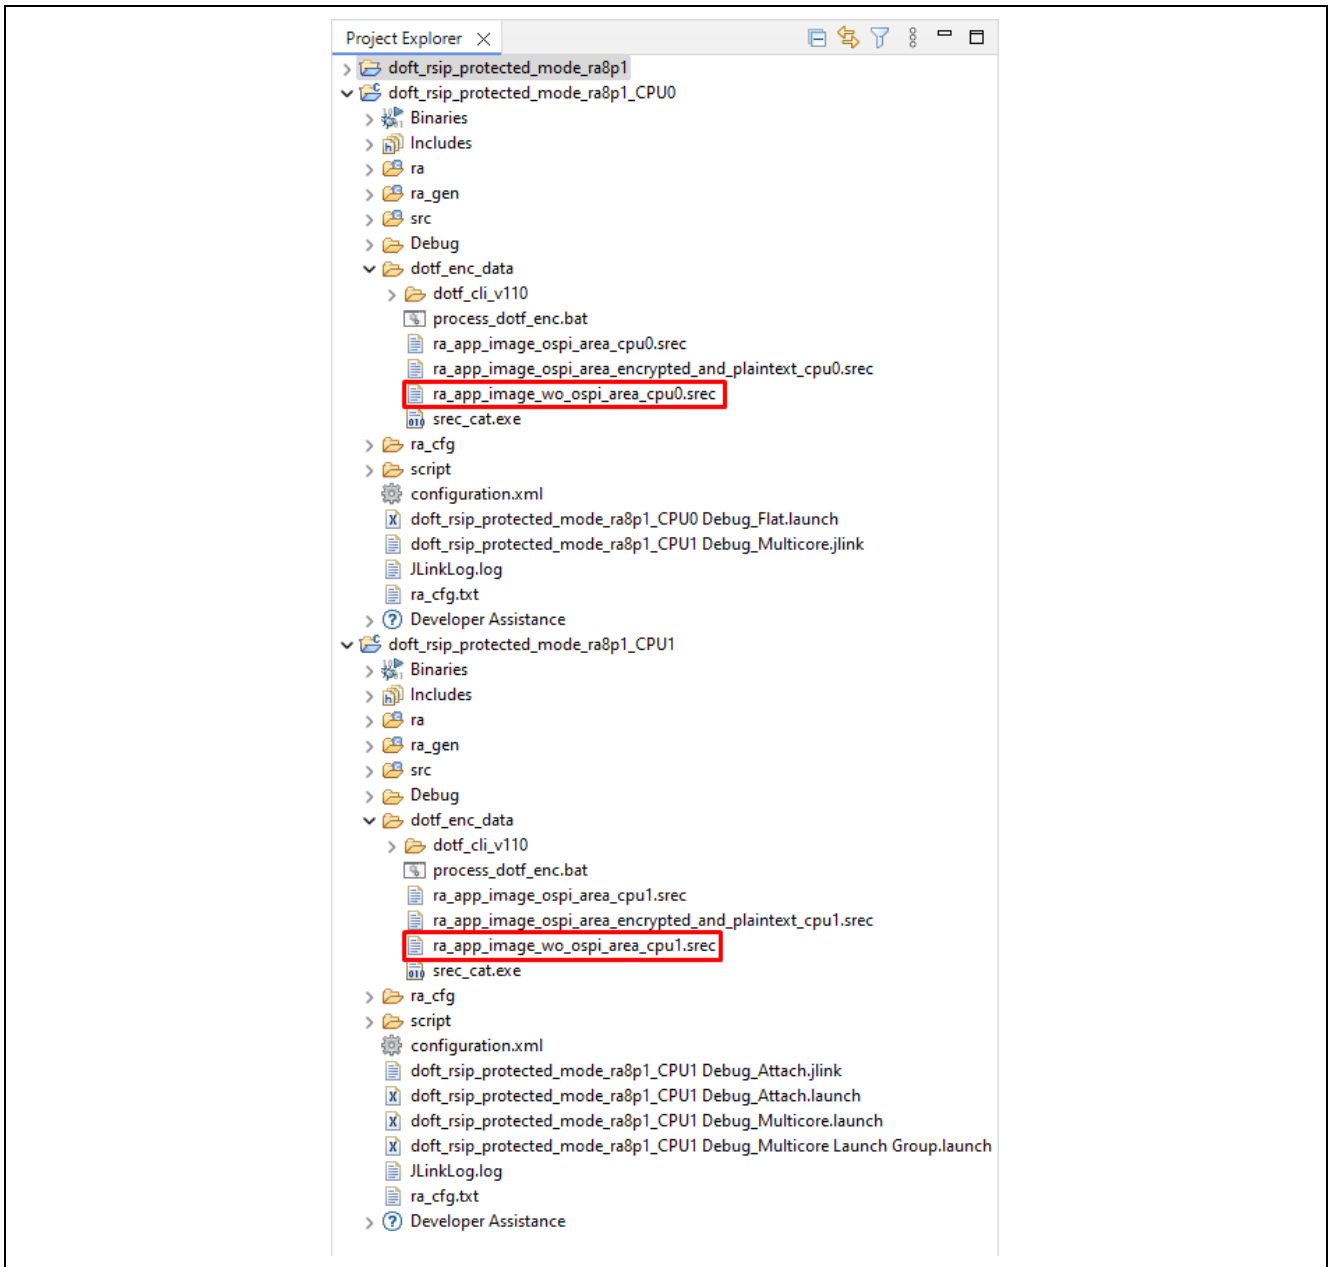 Project Explorer
doft_rsip_protected_mode_ra8p1
doft_rsip_protected_mode_ra8p1_CPU0
Binaries
Includes
ra
ra_gen
src
Debug
dotf_enc_data
dotf_cli_v110
process_dotf_enc.bat
ra_app_image_ospi_area_cpu0.srec
ra_app_image_ospi_area_encrypted_and_plaintext_cpu0.srec
ra_app_image_wo_ospi_area_cpu0.srec
srec_cat.exe
ra_cfg
script
configuration.xml
doft_rsip_protected_mode_ra8p1_CPU0 Debug_Flat.launch
doft_rsip_protected_mode_ra8p1_CPU1 Debug_Multicore.jlink
JLinkLog.log
ra_cfg.txt
Developer Assistance
doft_rsip_protected_mode_ra8p1_CPU1
Binaries
Includes
ra
ra_gen
src
Debug
dotf_enc_data
dotf_cli_v110
process_dotf_enc.bat
ra_app_image_ospi_area_cpu1.srec
ra_app_image_ospi_area_encrypted_and_plaintext_cpu1.srec
ra_app_image_wo_ospi_area_cpu1.srec
srec_cat.exe
ra_cfg
script
configuration.xml
doft_rsip_protected_mode_ra8p1_CPU1 Debug_Attach.jlink
doft_rsip_protected_mode_ra8p1_CPU1 Debug_Attach.launch
doft_rsip_protected_mode_ra8p1_CPU1 Debug_Multicore.launch
doft_rsip_protected_mode_ra8p1_CPU1 Debug_Multicore Launch Group.launch
JLinkLog.log
ra_cfg.txt
Developer Assistance